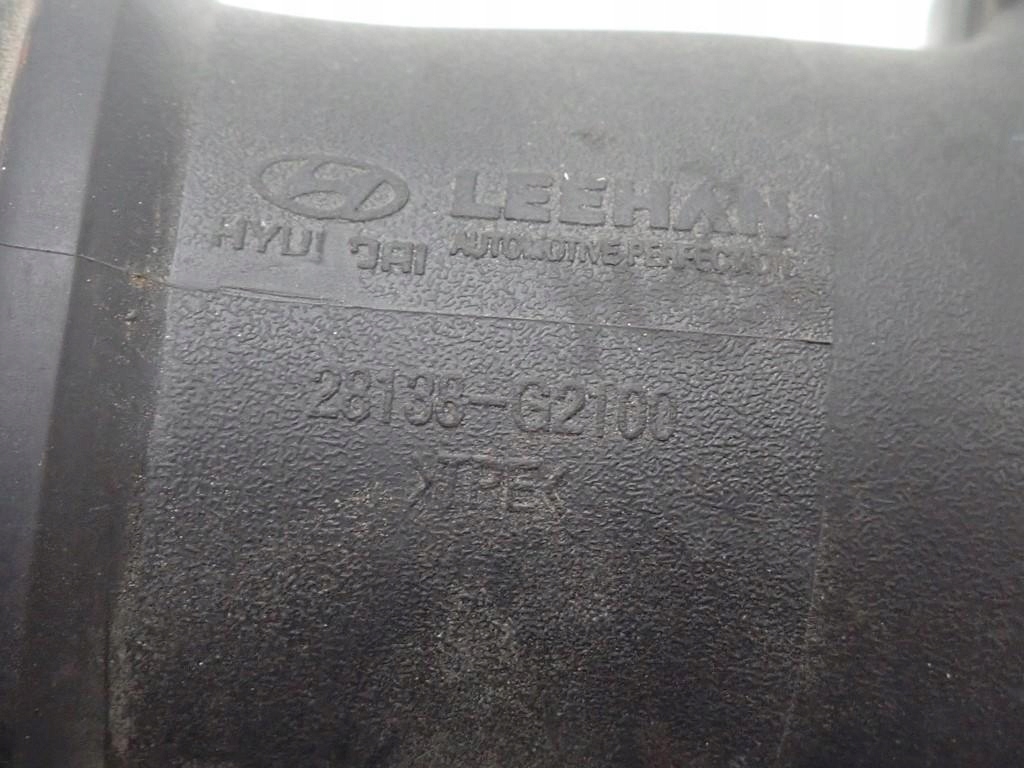 LEEHAN
HYUNDAI AUTOMOTIVE PERFECTION
28138-G2100
>TPE<